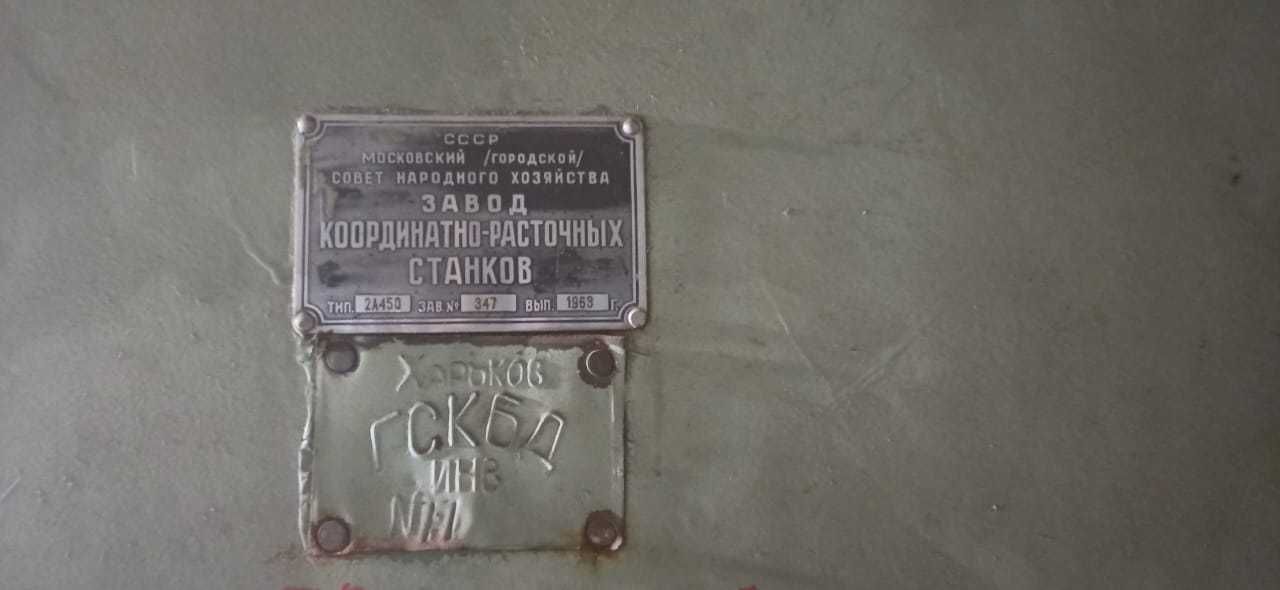 СССР
МОСКОВСКИЙ /ГОРОДСКОЙ/
СОВЕТ НАРОДНОГО ХОЗЯЙСТВА
ЗАВОД
КООРДИНАТНО-РАСТОЧНЫХ
СТАНКОВ
ТИП. 2А450 ЗАВ.№ 347 ВЫП. 1963 Г.
ХАРЬКОВ
ГСКБД
ИНВ